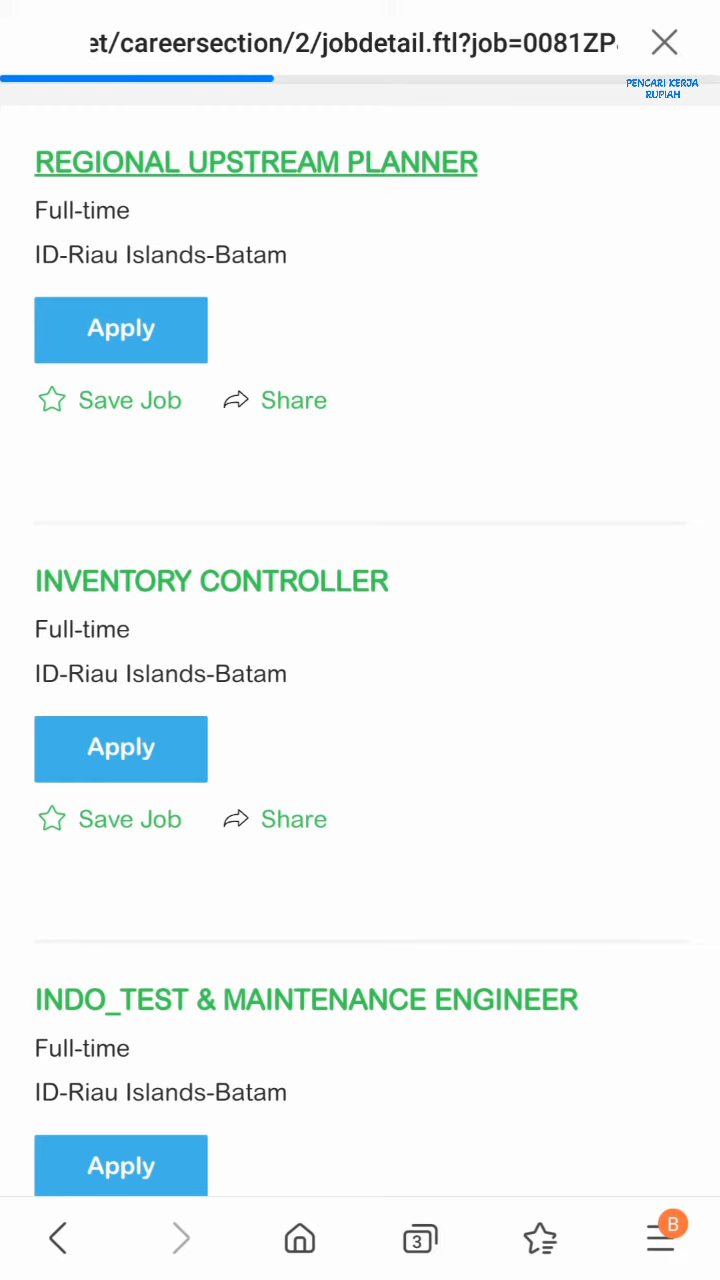 et/careersection/2/jobdetail.ftl?job=0081ZP
PENCARI KERJA
RUPIAH
REGIONAL UPSTREAM PLANNER
Full-time
ID-Riau Islands-Batam
Apply
Save Job Share
INVENTORY CONTROLLER
Full-time
ID-Riau Islands-Batam
Apply
Save Job Share
INDO_TEST & MAINTENANCE ENGINEER
Full-time
ID-Riau Islands-Batam
Apply
3
B